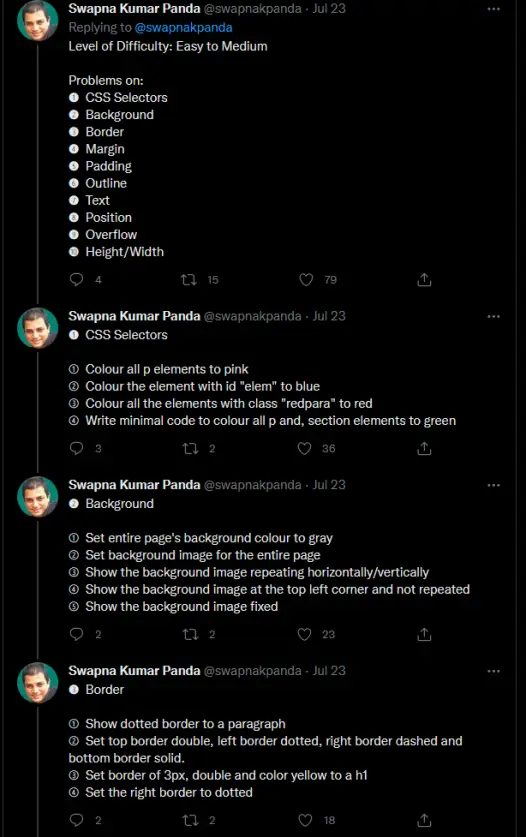 Swapna Kumar Panda @swapnakpanda · Jul 23
Replying to @swapnakpanda
Level of Difficulty: Easy to Medium
Problems on:
❶ CSS Selectors
❷ Background
❸ Border
❹ Margin
❺ Padding
❻ Outline
❼ Text
❽ Position
❾ Overflow
❿ Height/Width
4 15 79
Swapna Kumar Panda @swapnakpanda · Jul 23
❶ CSS Selectors
① Colour all p elements to pink
② Colour the element with id "elem" to blue
③ Colour all the elements with class "redpara" to red
④ Write minimal code to colour all p and, section elements to green
3 2 36
Swapna Kumar Panda @swapnakpanda · Jul 23
❷ Background
① Set entire page's background colour to gray
② Set background image for the entire page
③ Show the background image repeating horizontally/vertically
④ Show the background image at the top left corner and not repeated
⑤ Show the background image fixed
2 2 23
Swapna Kumar Panda @swapnakpanda · Jul 23
❸ Border
① Show dotted border to a paragraph
② Set top border double, left border dotted, right border dashed and
bottom border solid.
③ Set border of 3px, double and color yellow to a h1
④ Set the right border to dotted
2 2 18